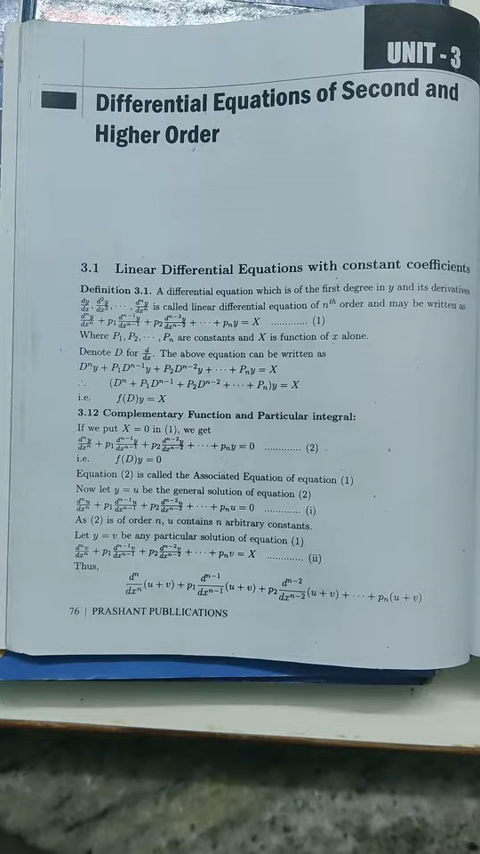 UNIT - 3
Differential Equations of Second and
Higher Order
3.1 Linear Differential Equations with constant coefficients
Definition 3.1. A differential equation which is of the first degree in y and its derivatives
dy/dx, d²y/dx², ⋯, dⁿy/dxⁿ is called linear differential equation of nᵗʰ order and may be written as
dⁿy/dxⁿ + p₁ dⁿ⁻¹y/dxⁿ⁻¹ + p₂ dⁿ⁻²y/dxⁿ⁻² + ⋯ + pₙy = X ............. (1)
Where P₁, P₂, ⋯, Pₙ are constants and X is function of x alone.
Denote D for d/dx. The above equation can be written as
Dⁿy + P₁Dⁿ⁻¹y + P₂Dⁿ⁻²y + ⋯ + Pₙy = X
∴ (Dⁿ + P₁Dⁿ⁻¹ + P₂Dⁿ⁻² + ⋯ + Pₙ)y = X
i.e. f(D)y = X
3.12 Complementary Function and Particular integral:
If we put X = 0 in (1), we get
dⁿy/dxⁿ + p₁ dⁿ⁻¹y/dxⁿ⁻¹ + p₂ dⁿ⁻²y/dxⁿ⁻² + ⋯ + pₙy = 0 ............. (2)
i.e. f(D)y = 0
Equation (2) is called the Associated Equation of equation (1)
Now let y = u be the general solution of equation (2)
dⁿu/dxⁿ + p₁ dⁿ⁻¹u/dxⁿ⁻¹ + p₂ dⁿ⁻²u/dxⁿ⁻² + ⋯ + pₙu = 0 ............. (i)
As (2) is of order n, u contains n arbitrary constants.
Let y = v be any particular solution of equation (1)
dⁿv/dxⁿ + p₁ dⁿ⁻¹v/dxⁿ⁻¹ + p₂ dⁿ⁻²v/dxⁿ⁻² + ⋯ + pₙv = X ............. (ii)
Thus,
dⁿ/dxⁿ (u + v) + p₁ dⁿ⁻¹/dxⁿ⁻¹ (u + v) + p₂ dⁿ⁻²/dxⁿ⁻² (u + v) + ⋯ + pₙ(u + v)
76 | PRASHANT PUBLLICATIONS